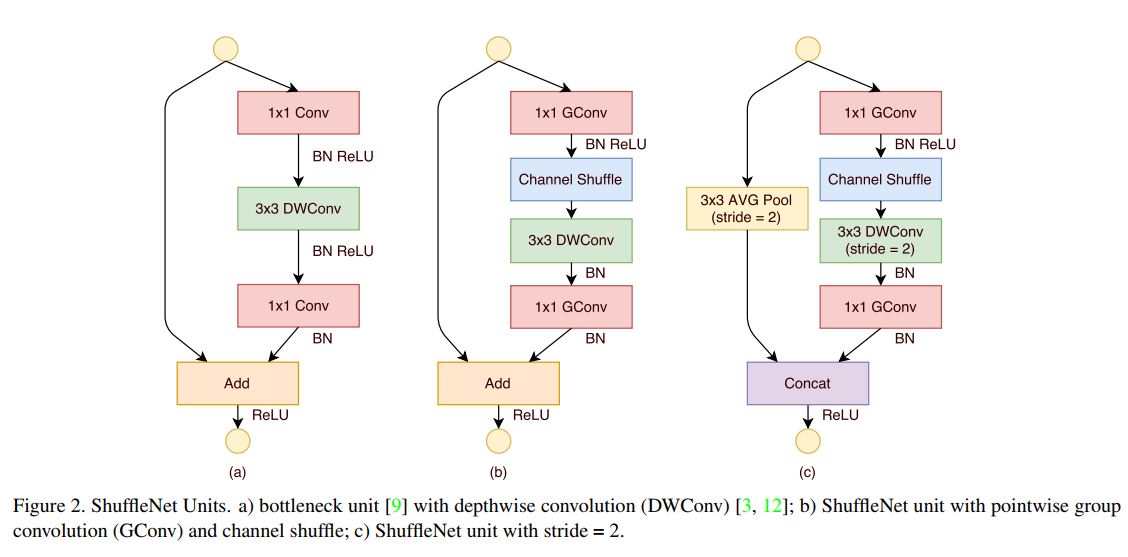 1x1 Conv
BN ReLU
3x3 DWConv
BN ReLU
1x1 Conv
BN
Add
ReLU
(a)
1x1 GConv
BN ReLU
Channel Shuffle
3x3 DWConv
BN
1x1 GConv
BN
Add
ReLU
(b)
1x1 GConv
BN ReLU
Channel Shuffle
3x3 AVG Pool
(stride = 2)
3x3 DWConv
(stride = 2)
BN
1x1 GConv
BN
Concat
ReLU
(c)
Figure 2. ShuffleNet Units. a) bottleneck unit [9] with depthwise convolution (DWConv) [3, 12]; b) ShuffleNet unit with pointwise group
convolution (GConv) and channel shuffle; c) ShuffleNet unit with stride = 2.